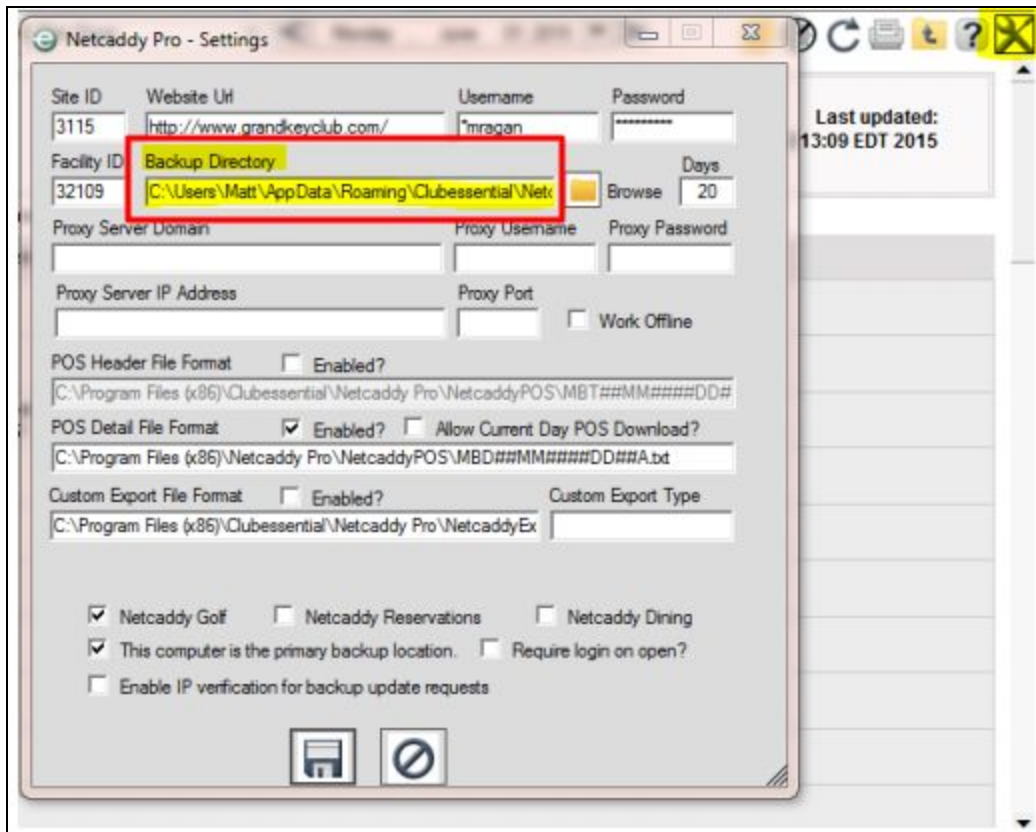 Netcaddy Pro - Settings
Site ID Website Url Username Password
3115 http://www.grandkeyclub.com/ *mragan *********
Facility ID Backup Directory Days
32109 C:\Users\Matt\AppData\Roaming\Clubessential\Netc Browse 20
Proxy Server Domain Proxy Username Proxy Password
Proxy Server IP Address Proxy Port
Work Offline
POS Header File Format Enabled?
C:\Program Files (x86)\Clubessential\Netcaddy Pro\NetcaddyPOS\MBT##MM####DD#
POS Detail File Format Enabled? Allow Current Day POS Download?
C:\Program Files (x86)\Netcaddy Pro\NetcaddyPOS\MBD##MM####DD##A.txt
Custom Export File Format Enabled? Custom Export Type
C:\Program Files (x86)\Clubessential\Netcaddy Pro\NetcaddyEx
Netcaddy Golf Netcaddy Reservations Netcaddy Dining
This computer is the primary backup location. Require login on open?
Enable IP verification for backup update requests
t ?
Last updated:
13:09 EDT 2015